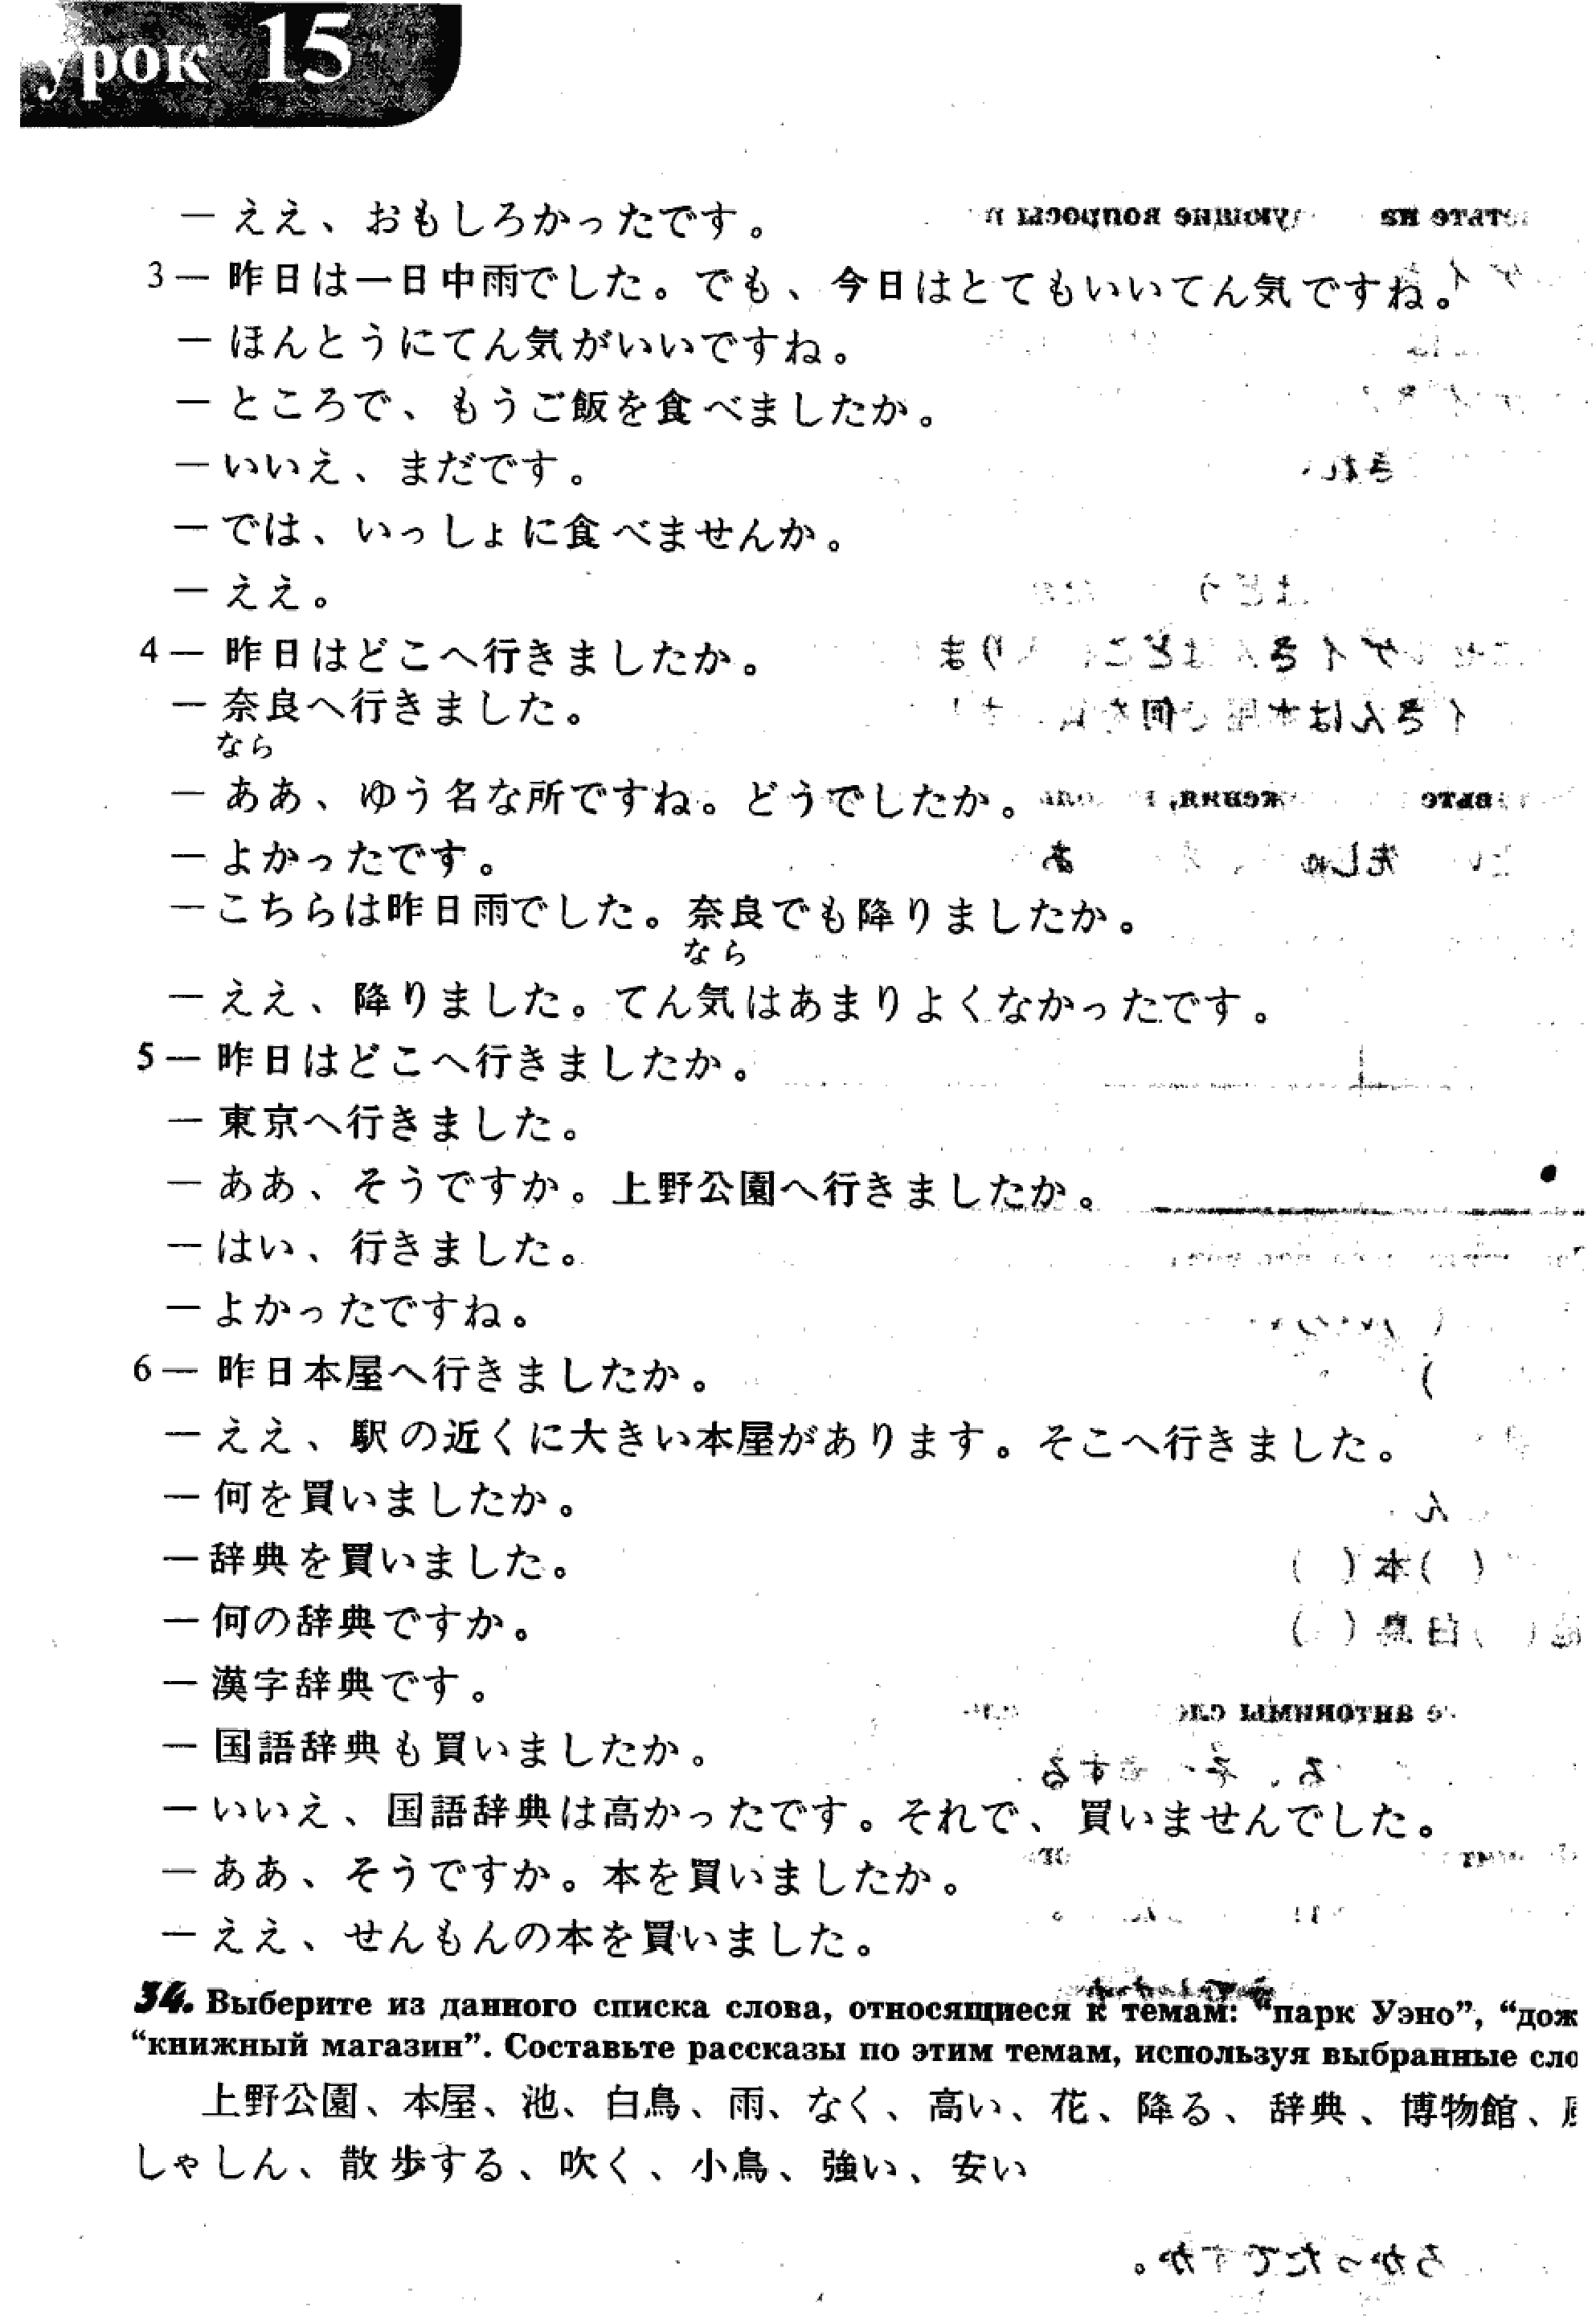 урок 15
— ええ、おもしろかったです。
3 — 昨日は一日中雨でした。でも、今日はとてもいいてん気ですね。
— ほんとうにてん気がいいですね。
— ところで、もうご飯を食べましたか。
— いいえ、まだです。
— では、いっしょに食べませんか。
— ええ。
4 — 昨日はどこへ行きましたか。
— 奈良へ行きました。
なら
— ああ、ゆう名な所ですね。どうでしたか。
— よかったです。
— こちらは昨日雨でした。奈良でも降りましたか。
なら
— ええ、降りました。てん気はあまりよくなかったです。
5 — 昨日はどこへ行きましたか。
— 東京へ行きました。
— ああ、そうですか。上野公園へ行きましたか。
— はい、行きました。
— よかったですね。
6 — 昨日本屋へ行きましたか。
— ええ、駅の近くに大きい本屋があります。そこへ行きました。
— 何を買いましたか。
— 辞典を買いました。
— 何の辞典ですか。
— 漢字辞典です。
— 国語辞典も買いましたか。
— いいえ、国語辞典は高かったです。それで、買いませんでした。
— ああ、そうですか。本を買いましたか。
— ええ、せんもんの本を買いました。
34. Выберите из данного списка слова, относящиеся к темам: “парк Уэно”, “дож
“книжный магазин”. Составьте рассказы по этим темам, используя выбранные сло
上野公園、本屋、池、白鳥、雨、なく、高い、花、降る、辞典、博物館、
しゃしん、散歩する、吹く、小鳥、強い、安い